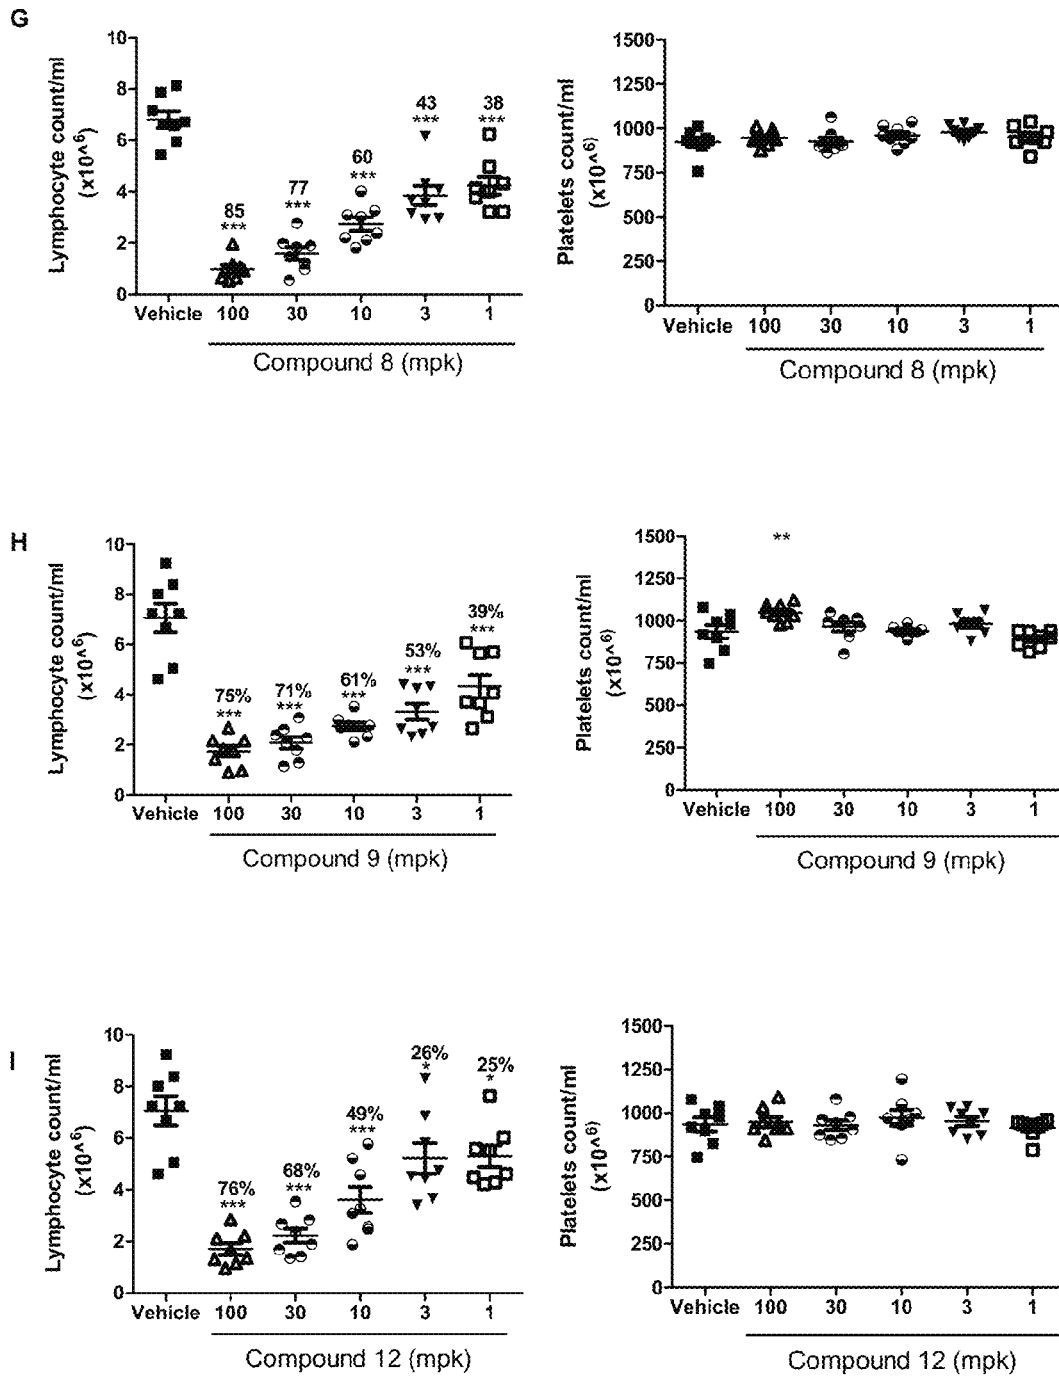 G
Lymphocyte count/ml
(x10^6)
10
8
6
4
2
0
85
***
77
***
60
***
43
***
38
***
Vehicle 100 30 10 3 1
Compound 8 (mpk)
Platelets count/ml
(x10^6)
1500
1250
1000
750
500
250
0
Vehicle 100 30 10 3 1
Compound 8 (mpk)
H
Lymphocyte count/ml
(x10^6)
10
8
6
4
2
0
75%
***
71%
***
61%
***
53%
***
39%
***
Vehicle 100 30 10 3 1
Compound 9 (mpk)
Platelets count/ml
(x10^6)
1500
1250
1000
750
500
250
0
**
Vehicle 100 30 10 3 1
Compound 9 (mpk)
I
Lymphocyte count/ml
(x10^6)
10
8
6
4
2
0
76%
***
68%
***
49%
***
26%
*
25%
*
Vehicle 100 30 10 3 1
Compound 12 (mpk)
Platelets count/ml
(x10^6)
1500
1250
1000
750
500
250
0
Vehicle 100 30 10 3 1
Compound 12 (mpk)